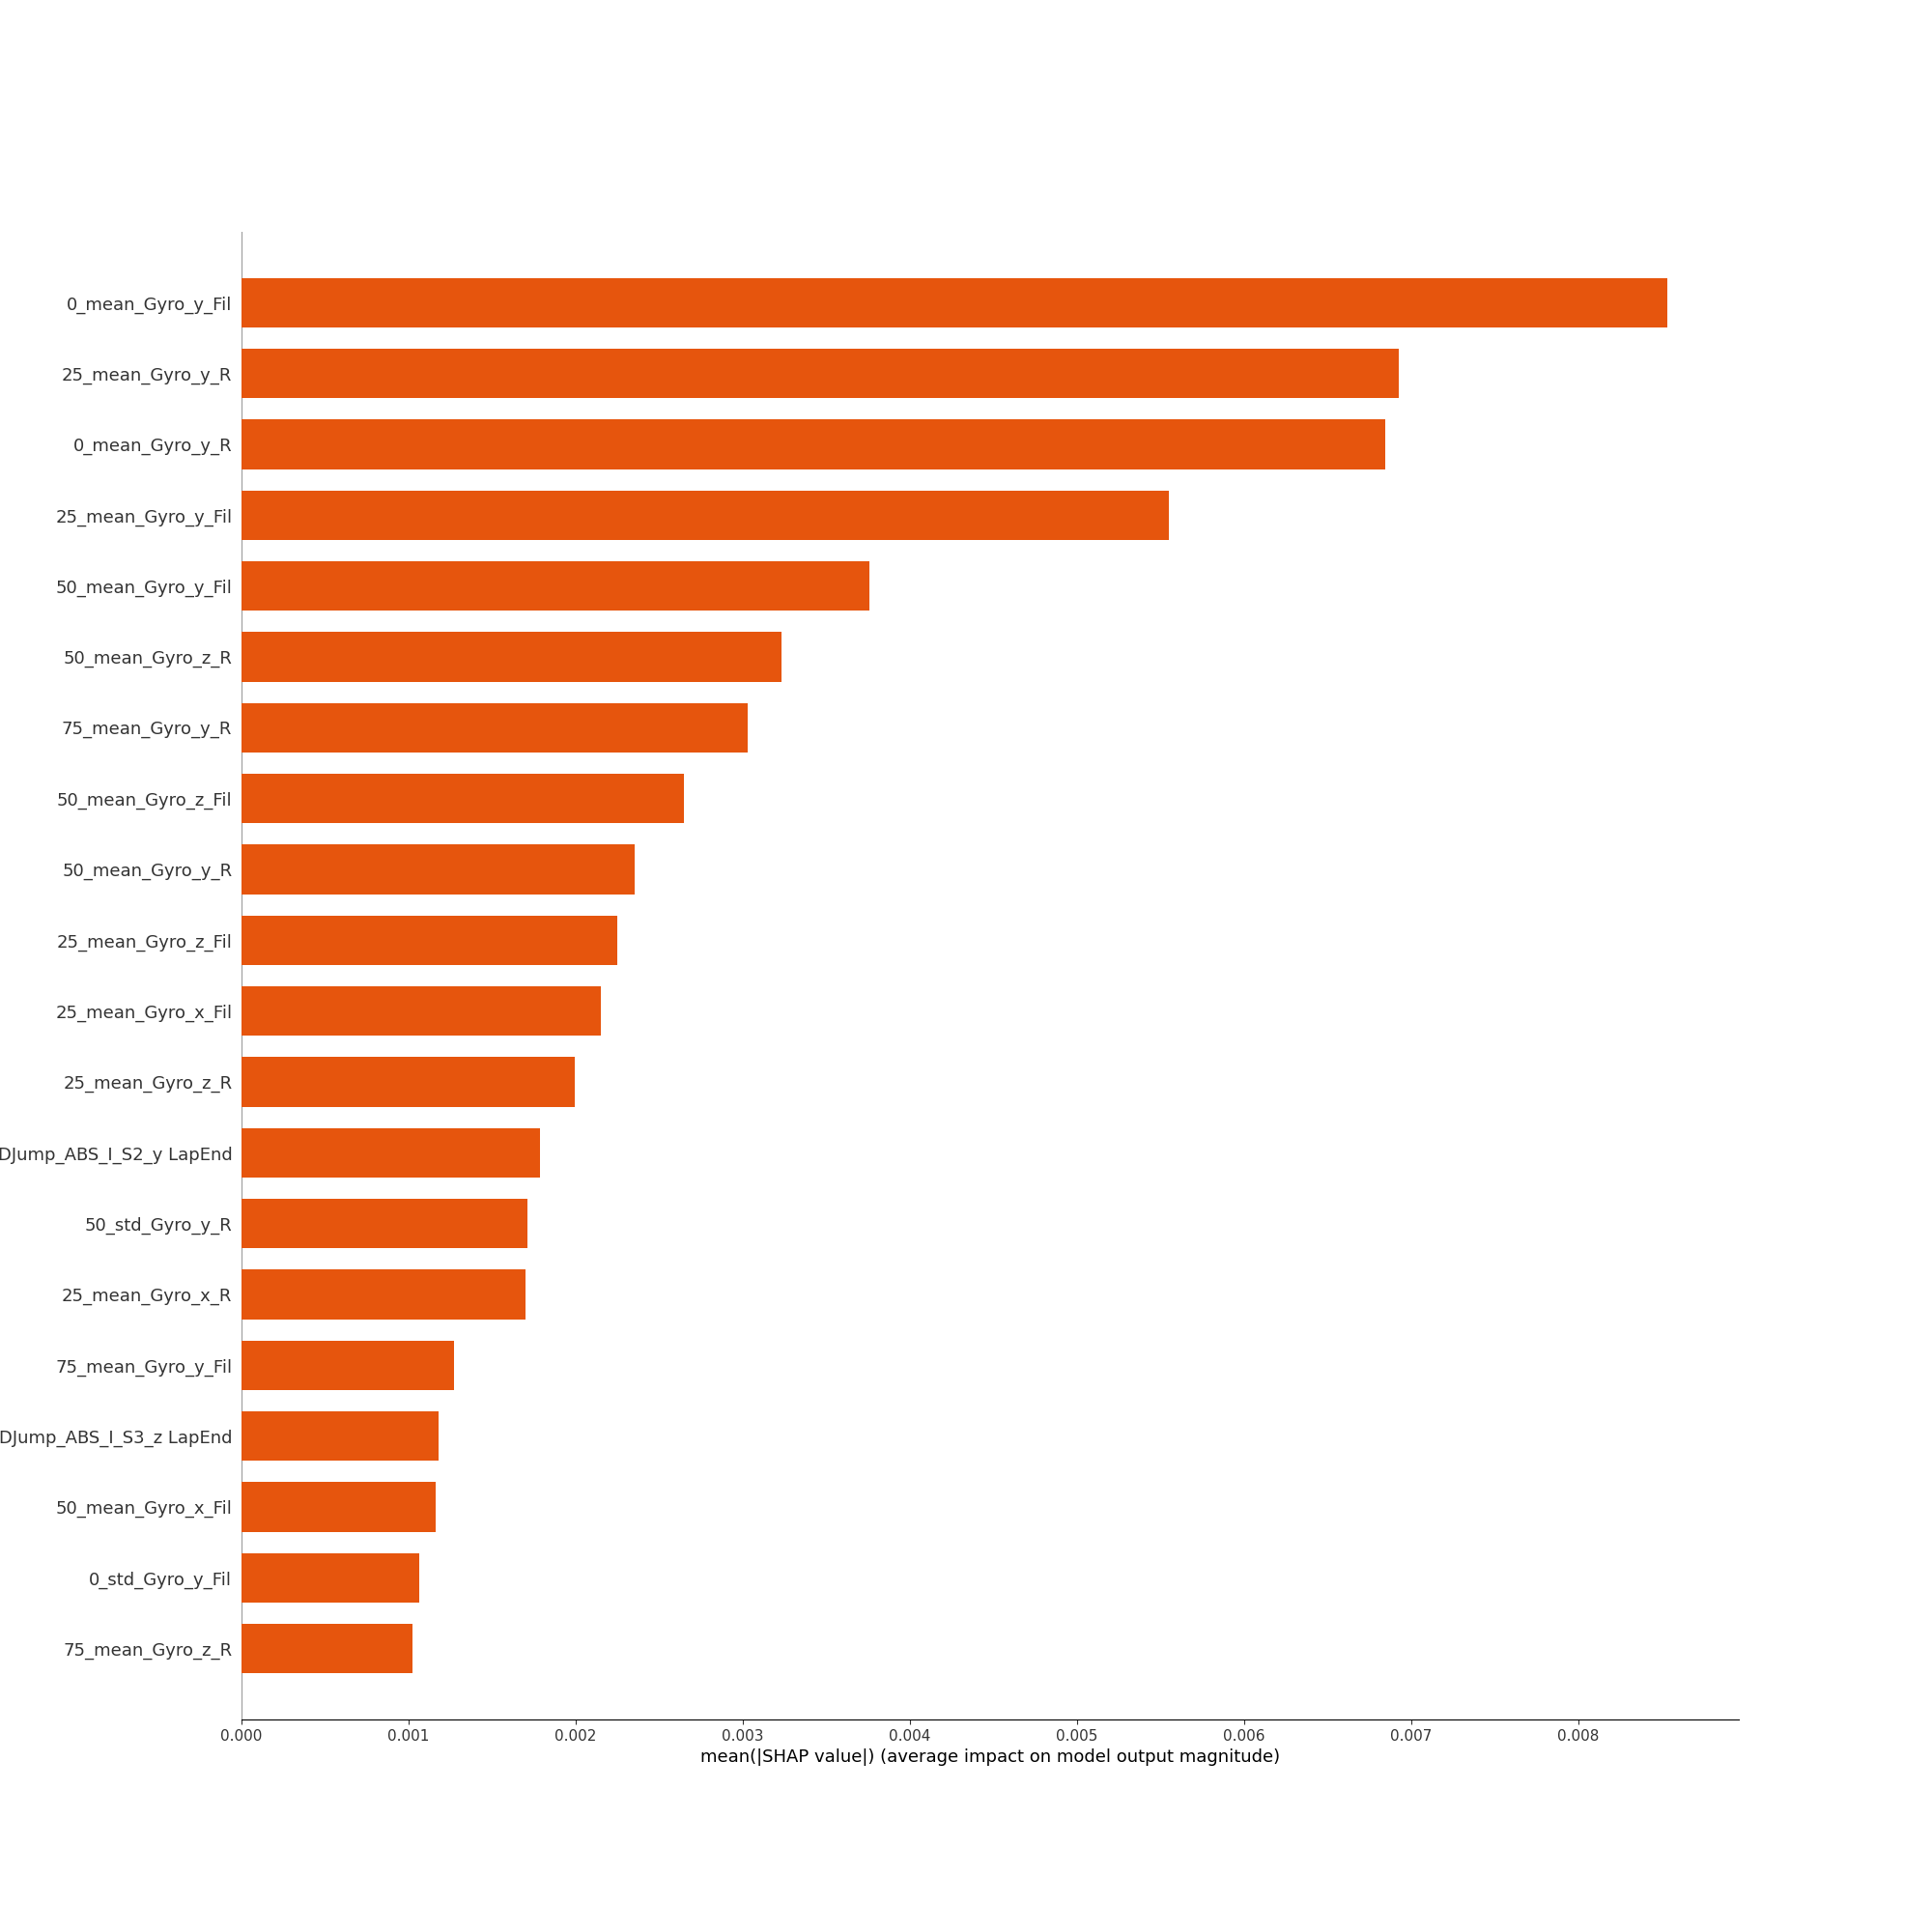 0_mean_Gyro_y_Fil
25_mean_Gyro_y_R
0_mean_Gyro_y_R
25_mean_Gyro_y_Fil
50_mean_Gyro_y_Fil
50_mean_Gyro_z_R
75_mean_Gyro_y_R
50_mean_Gyro_z_Fil
50_mean_Gyro_y_R
25_mean_Gyro_z_Fil
25_mean_Gyro_x_Fil
25_mean_Gyro_z_R
DJump_ABS_I_S2_y LapEnd
50_std_Gyro_y_R
25_mean_Gyro_x_R
75_mean_Gyro_y_Fil
DJump_ABS_I_S3_z LapEnd
50_mean_Gyro_x_Fil
0_std_Gyro_y_Fil
75_mean_Gyro_z_R
0.000 0.001 0.002 0.003 0.004 0.005 0.006 0.007 0.008
mean(|SHAP value|) (average impact on model output magnitude)